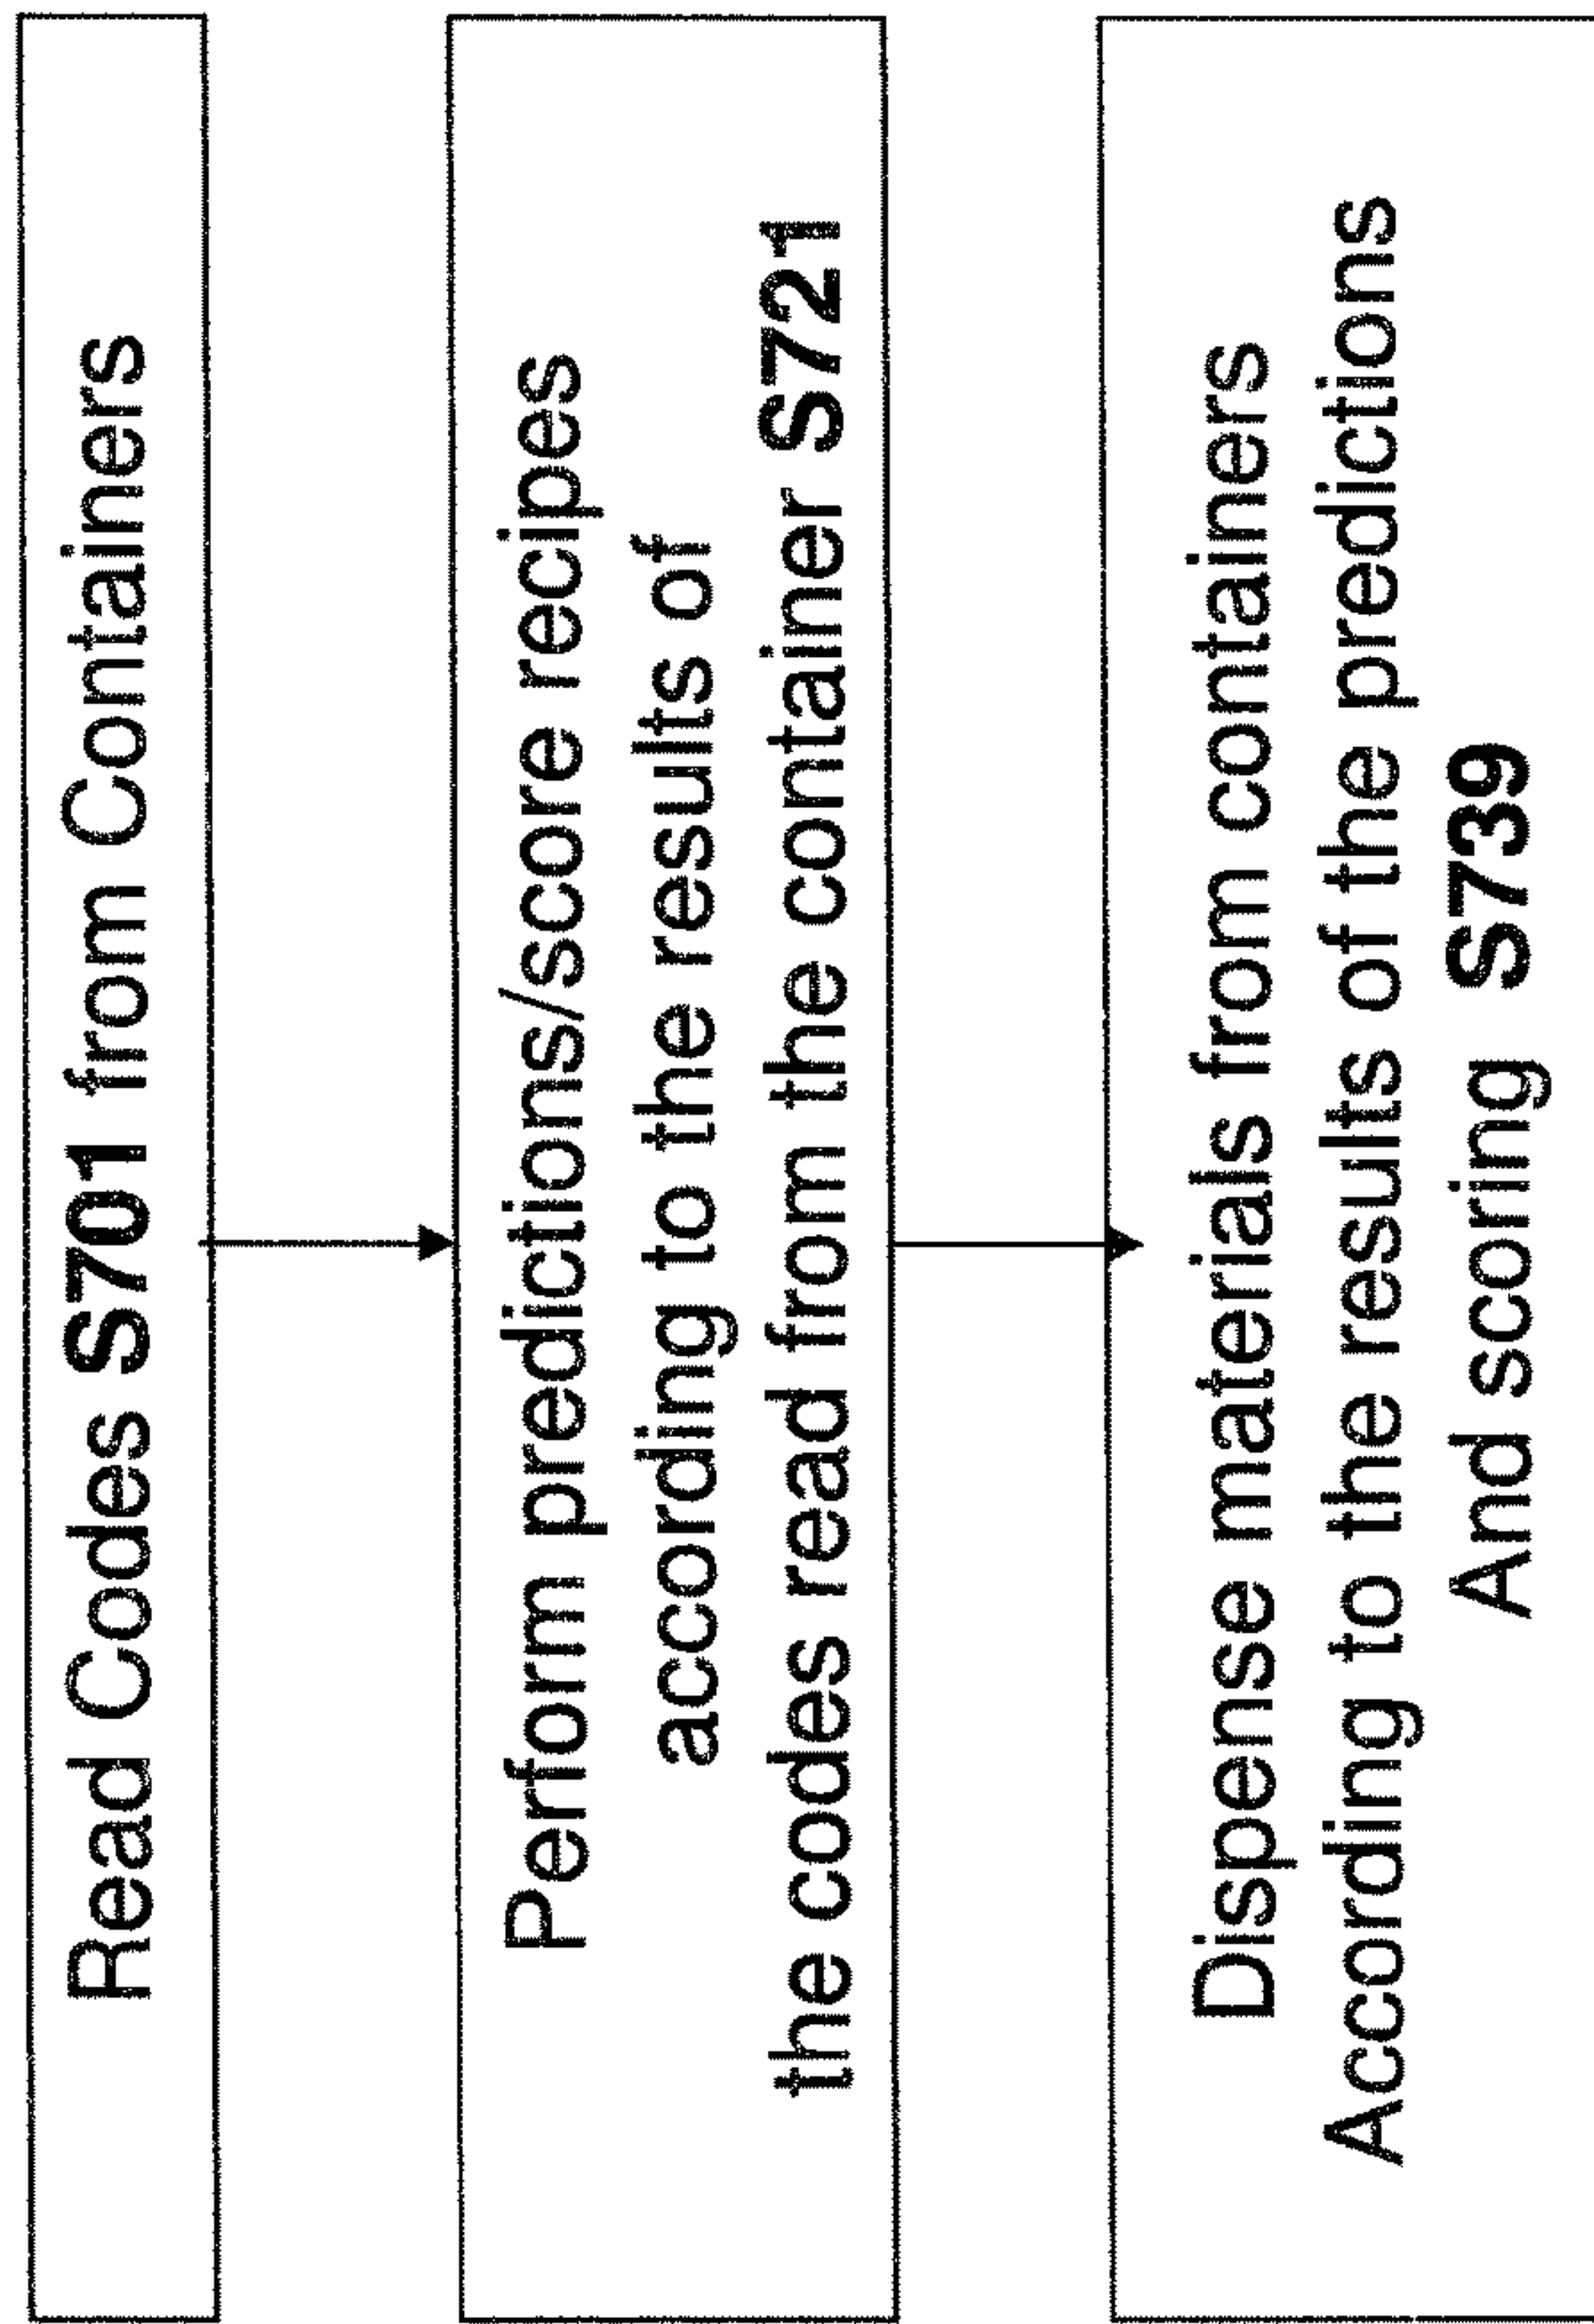 Read Codes S701 from Containers
Perform predictions/score recipes
according to the results of
the codes read from the container S721
Dispense materials from containers
According to the results of the predictions
And scoring S739